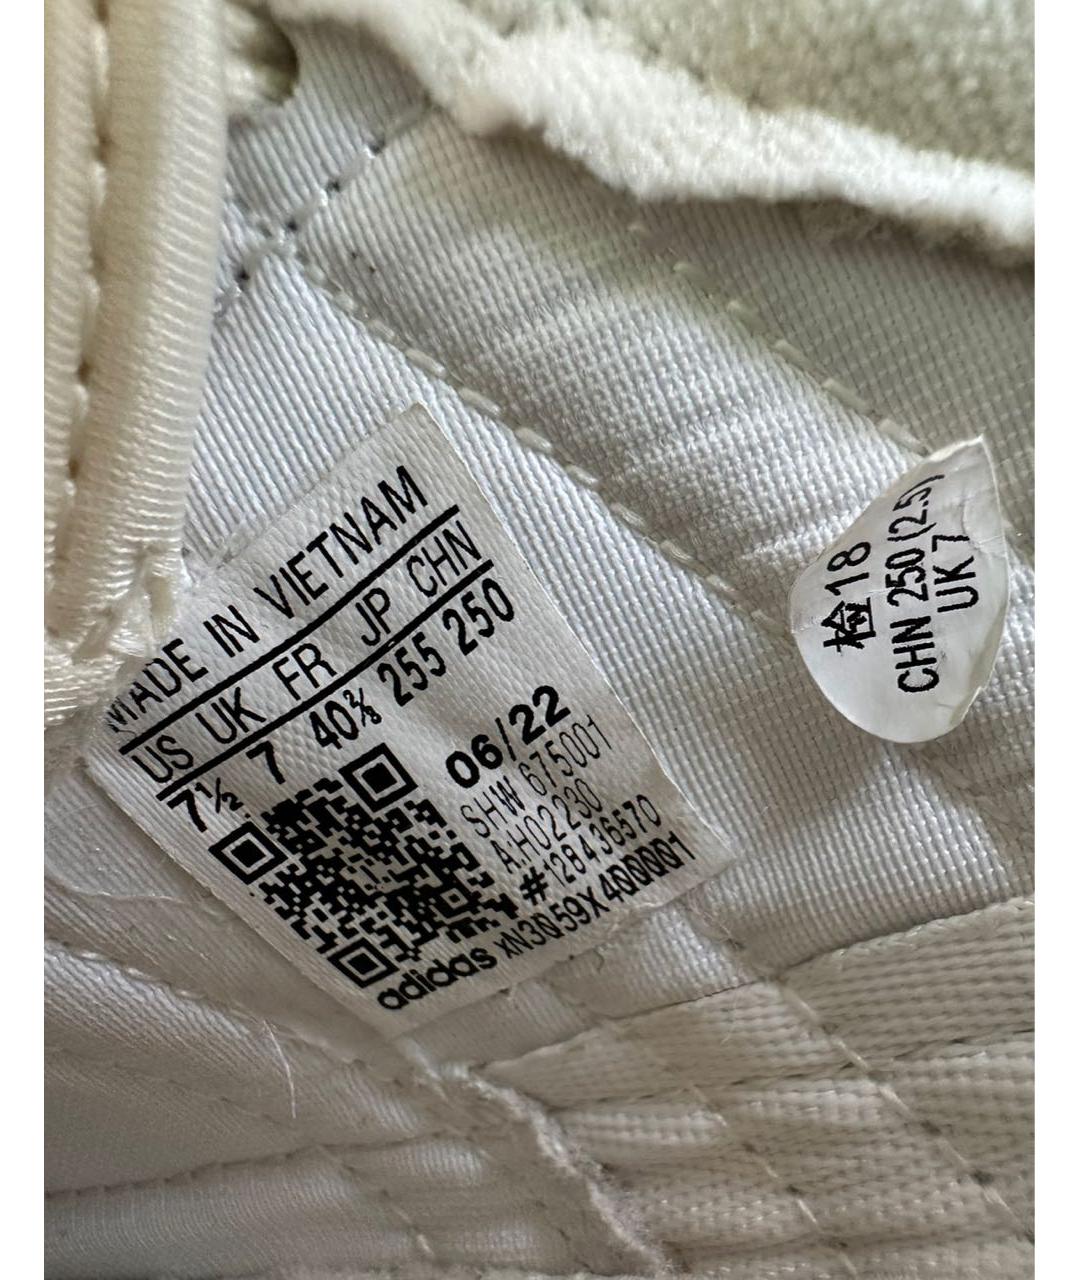 MADE IN VIETNAM
US UK FR JP CHN
7½ 7 40⅔ 255 250
06/22
SHW 675001
A:H02230
#128436570
adidas XN3059X400001
检18
CHN 250 (2.5)
UK 7